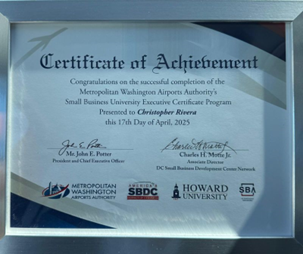 Certificate of Achievement
Congratulations on the successful completion of the
Metropolitan Washington Airports Authority's
Small Business University Executive Certificate Program.
Presented to Christopher Rivera
this 17th Day of April, 2025
Mr. John E. Potter
President and Chief Executive Officer
Charles H. Mottz Jr.
Associate Director
DC Small Business Development Center Network
METROPOLITAN
WASHINGTON
AIRPORTS AUTHORITY
AMERICA'S
SBDC
HOWARD
UNIVERSITY
SBA